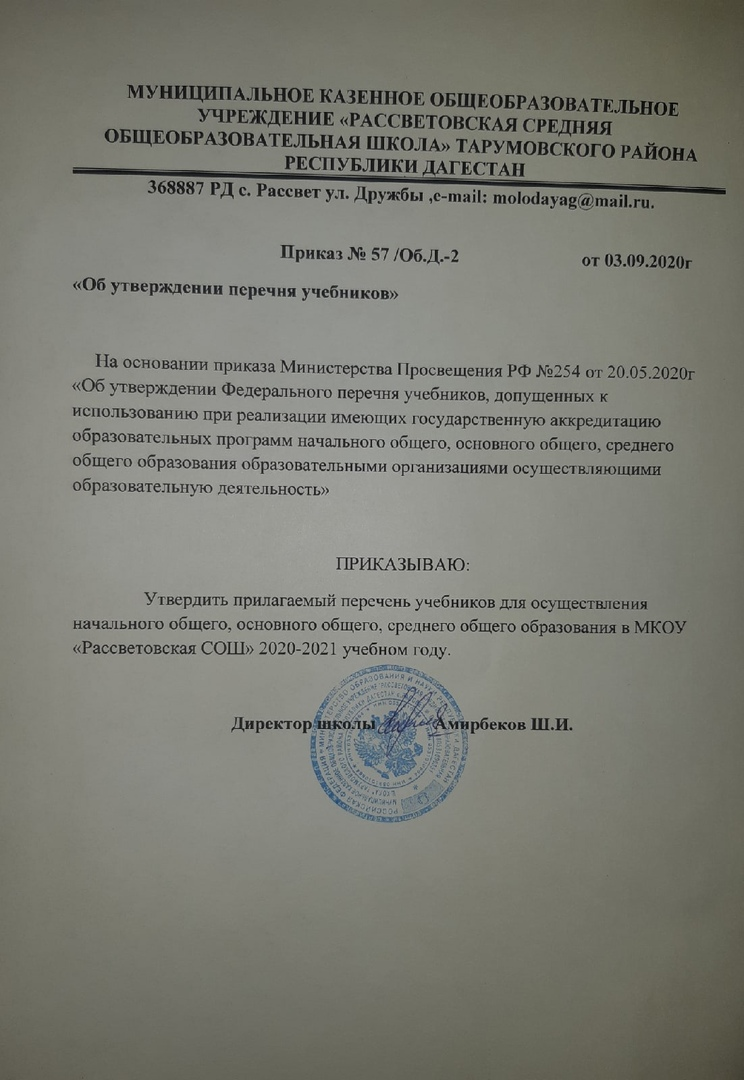 МУНИЦИПАЛЬНОЕ КАЗЕННОЕ ОБЩЕОБРАЗОВАТЕЛЬНОЕ
УЧРЕЖДЕНИЕ «РАССВЕТОВСКАЯ СРЕДНЯЯ
ОБЩЕОБРАЗОВАТЕЛЬНАЯ ШКОЛА» ТАРУМОВСКОГО РАЙОНА
РЕСПУБЛИКИ ДАГЕСТАН
368887 РД с. Рассвет ул. Дружбы ,e-mail: molodayag@mail.ru.
Приказ № 57 /Об.Д.-2 от 03.09.2020г
«Об утверждении перечня учебников»
На основании приказа Министерства Просвещения РФ №254 от 20.05.2020г
«Об утверждении Федерального перечня учебников, допущенных к
использованию при реализации имеющих государственную аккредитацию
образовательных программ начального общего, основного общего, среднего
общего образования образовательными организациями осуществляющими
образовательную деятельность»
ПРИКАЗЫВАЮ:
Утвердить прилагаемый перечень учебников для осуществления
начального общего, основного общего, среднего общего образования в МКОУ
«Рассветовская СОШ» 2020-2021 учебном году.
Директор школы Амирбеков Ш.И.